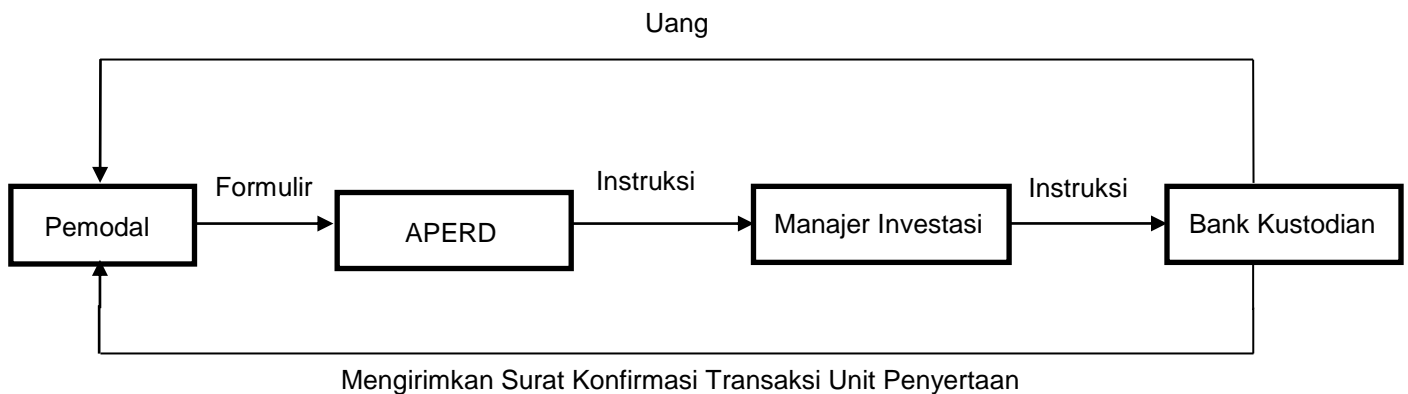 Uang
Formulir
Instruksi
Instruksi
Pemodal
APERD
Manajer Investasi
Bank Kustodian
Mengirimkan Surat Konfirmasi Transaksi Unit Penyertaan